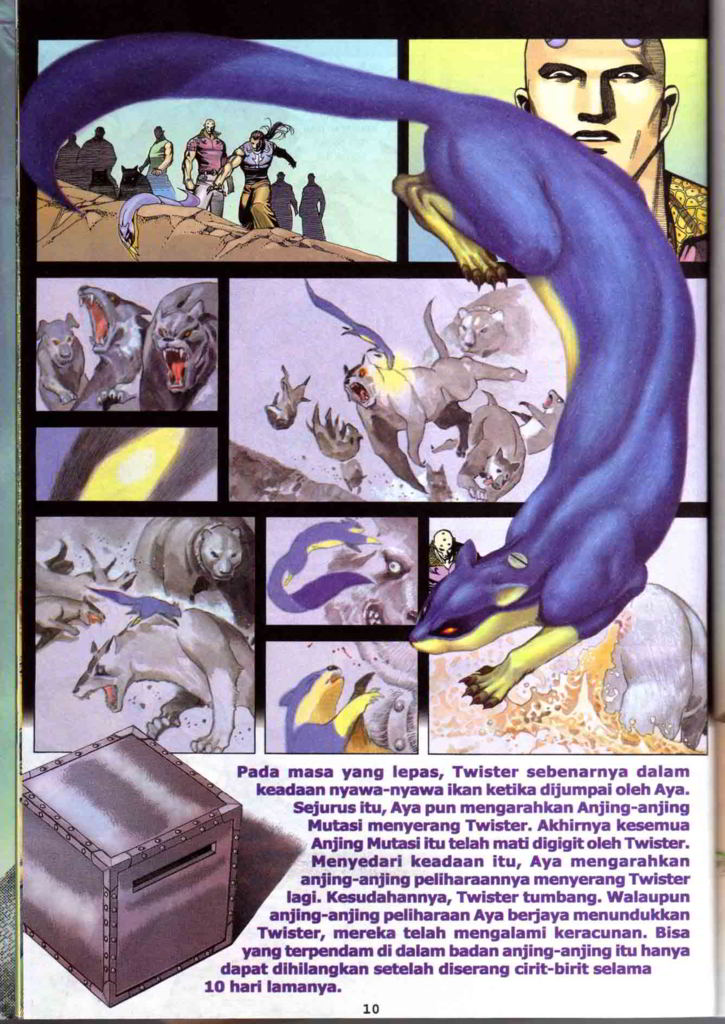 Pada masa yang lepas, Twister sebenarnya dalam
keadaan nyawa-nyawa ikan ketika dijumpai oleh Aya.
Sejurus itu, Aya pun mengarahkan Anjing-anjing
Mutasi menyerang Twister. Akhirnya kesemua
Anjing Mutasi itu telah mati digigit oleh Twister.
Menyedari keadaan itu, Aya mengarahkan
anjing-anjing peliharaannya menyerang Twister
lagi. Kesudahannya, Twister tumbang. Walaupun
anjing-anjing peliharaan Aya berjaya menundukkan
Twister, mereka telah mengalami keracunan. Bisa
yang terpendam di dalam badan anjing-anjing itu hanya
dapat dihilangkan setelah diserang cirit-birit selama
10 hari lamanya.
10